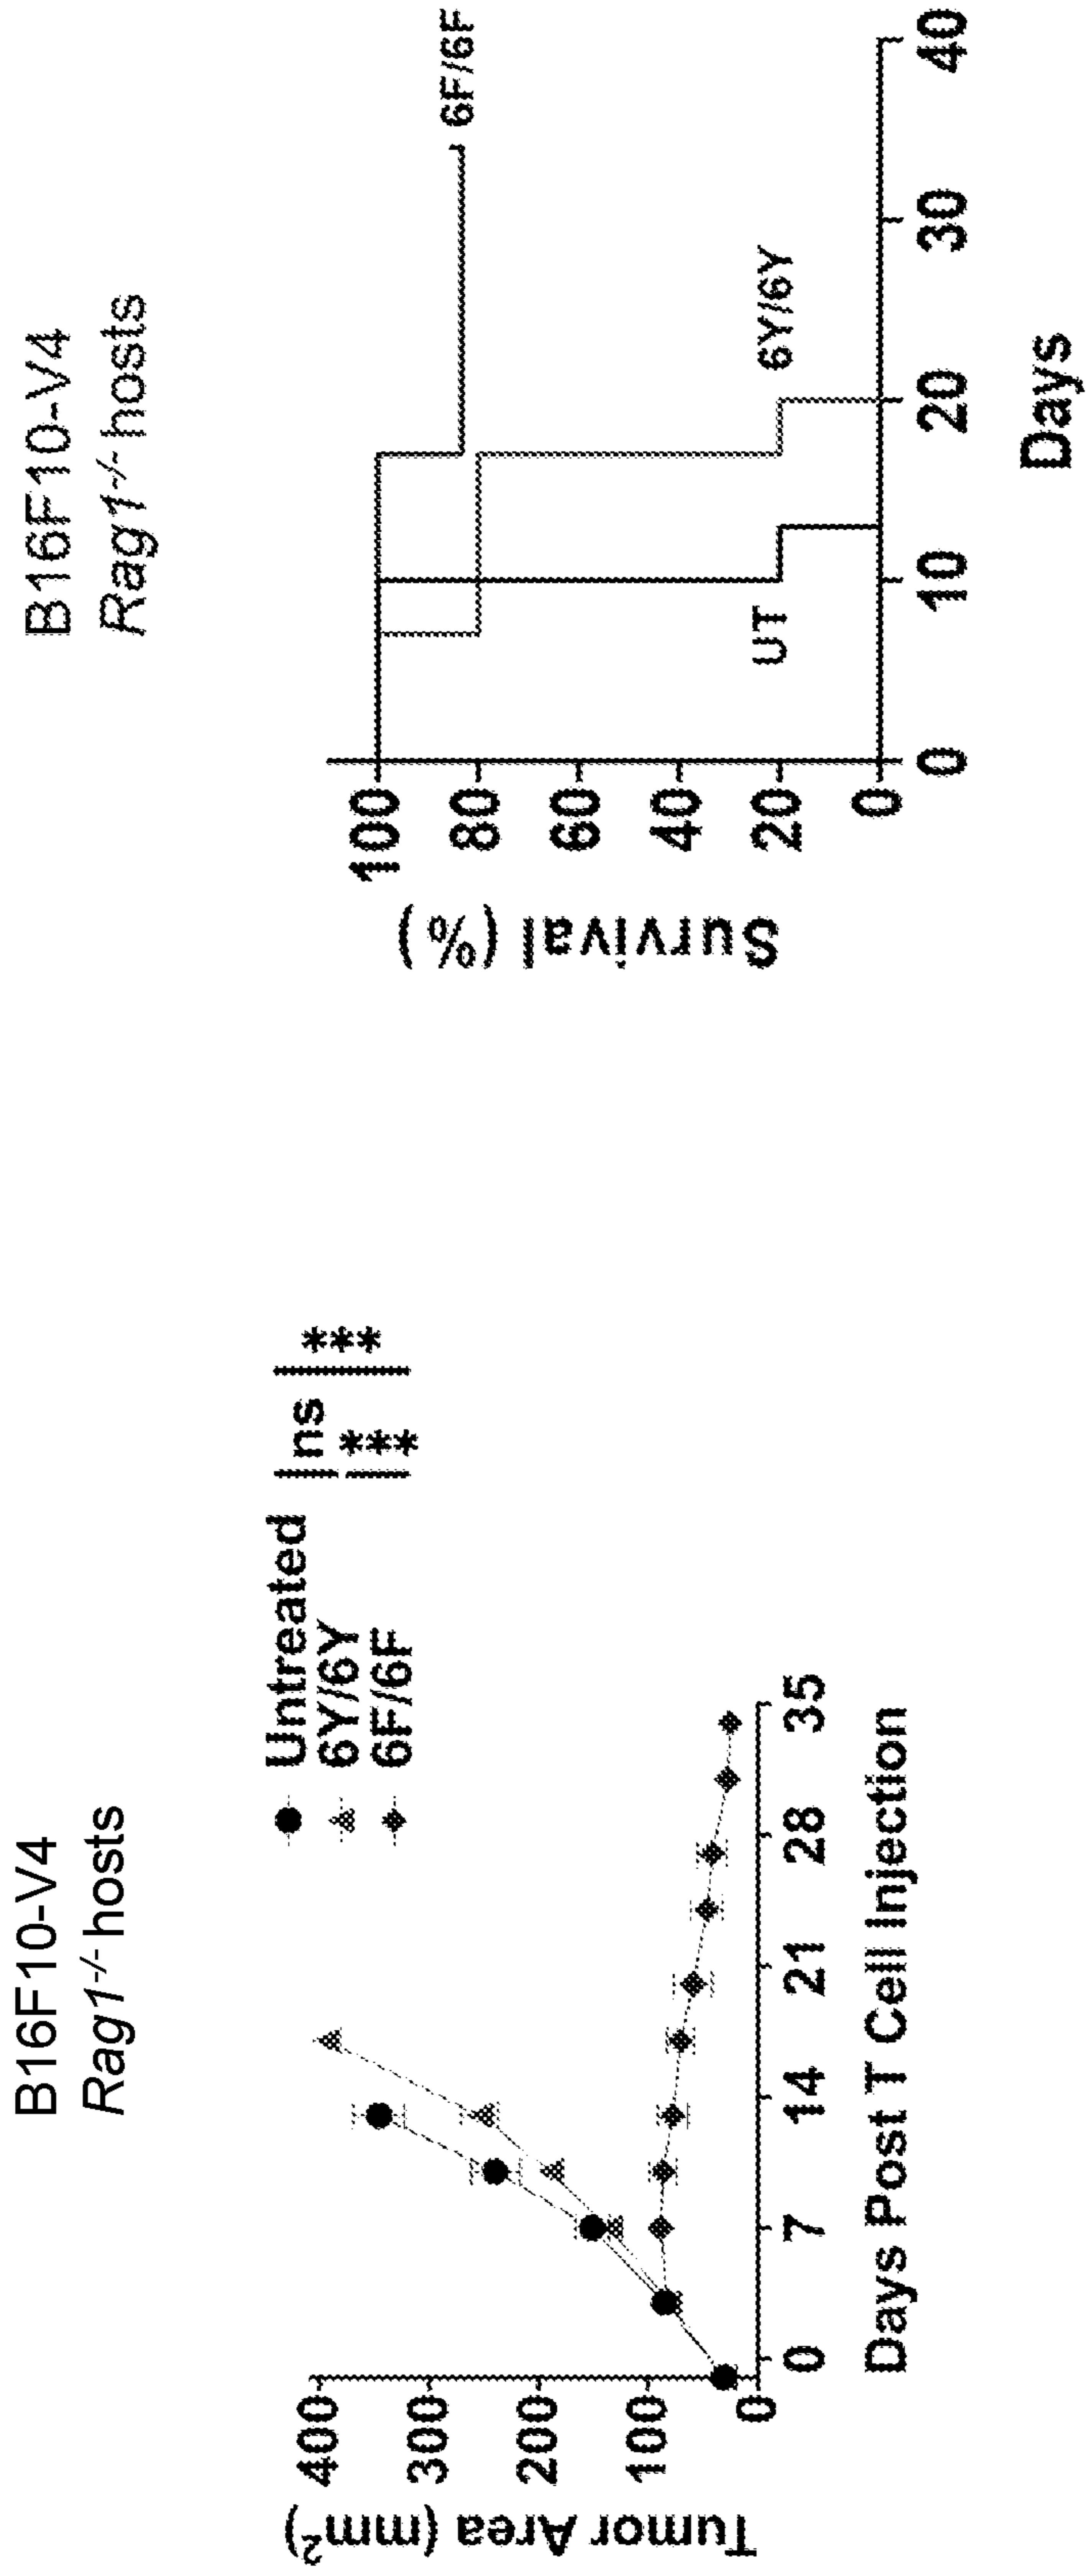 B16F10-V4
Rag1-/- hosts
Untreated
6Y/6Y
6F/6F
ns
***
***
Tumor Area (mm2)
400
300
200
100
0
0 7 14 21 28 35
Days Post T Cell Injection
B16F10-V4
Rag1-/- hosts
Survival (%)
100
80
60
40
20
0
6F/6F
UT
6Y/6Y
0 10 20 30 40
Days